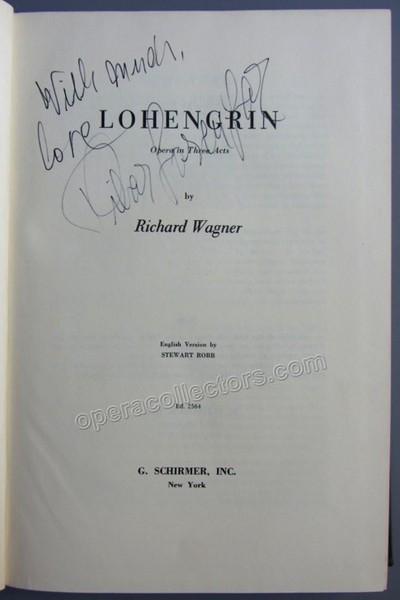 With much,
love
LOHENGRIN
Opera in Three Acts
by
Richard Wagner
English Version by
STEWART ROBB
operacollectors.com
Ed. 2564
G. SCHIRMER, INC.
New York